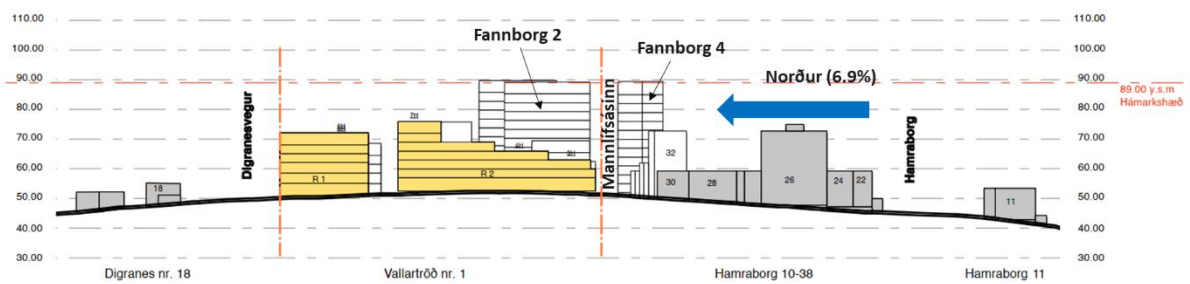 110.00
100.00
90.00
80.00
70.00
60.00
50.00
40.00
30.00
Digranesvegur
18
R 1
7H
R 2
4H
3H
Fannborg 2
Mannlífsásinn
Fannborg 4
Norður (6.9%)
32
30
28
26
24
22
Hamraborg
11
110.00
100.00
90.00
89.00 y.s.m
Hámarkshæð
80.00
70.00
60.00
50.00
40.00
30.00
Digranes nr. 18
Vallartröð nr. 1
Hamraborg 10-38
Hamraborg 11